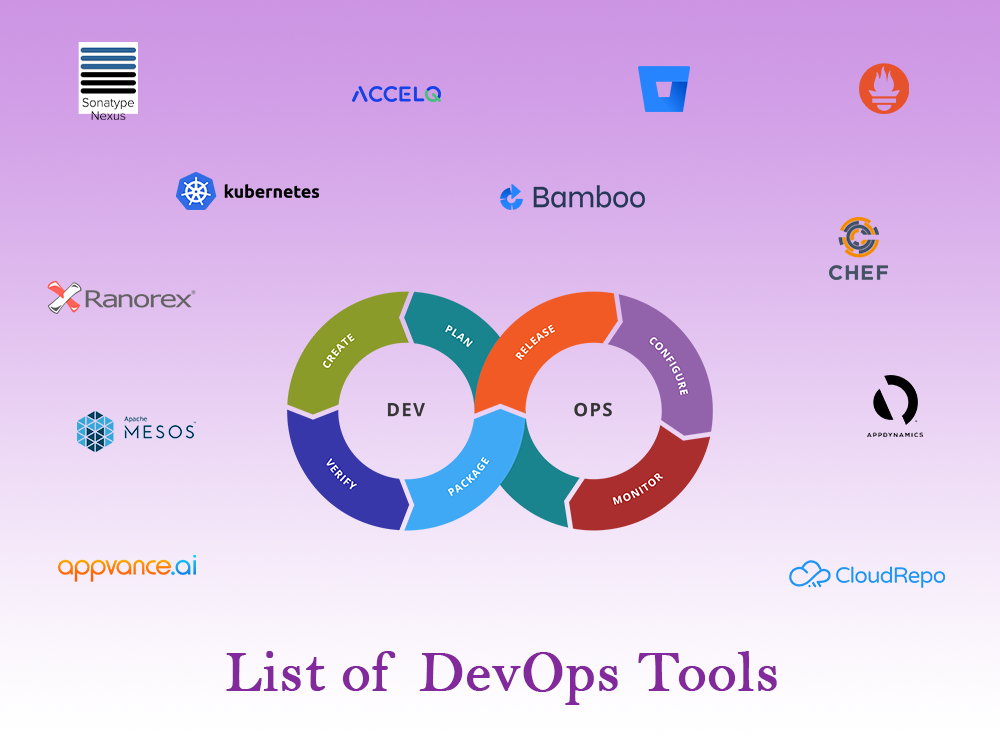 Sonatype
Nexus
ACCELQ
kubernetes
Bamboo
CHEF
Ranorex®
CREATE
PLAN
RELEASE
CONFIGURE
DEV
OPS
VERIFY
PACKAGE
MONITOR
Apache
MESOS™
APPDYNAMICS
appvance.ai
CloudRepo
List of DevOps Tools